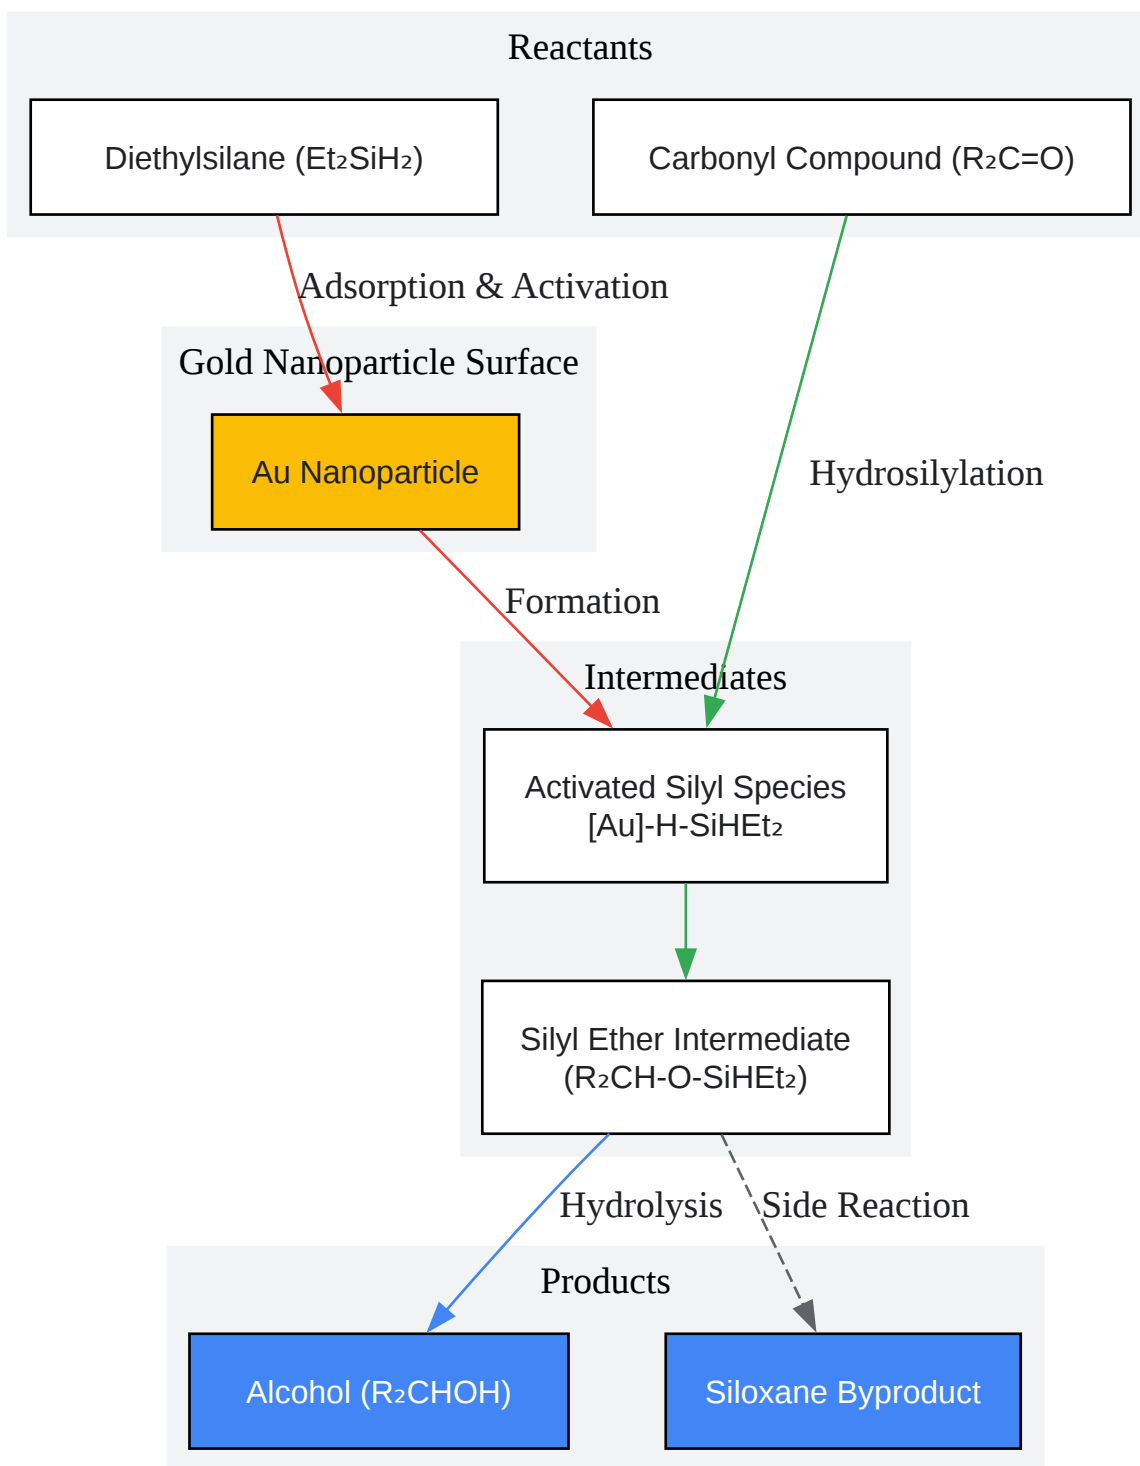 Reactants
Diethylsilane (Et₂SiH₂)
Carbonyl Compound (R₂C=O)
Adsorption & Activation
Gold Nanoparticle Surface
Au Nanoparticle
Hydrosilylation
Formation
Intermediates
Activated Silyl Species
[Au]-H-SiHEt₂
Silyl Ether Intermediate
(R₂CH-O-SiHEt₂)
Hydrolysis
Side Reaction
Products
Alcohol (R₂CHOH)
Siloxane Byproduct